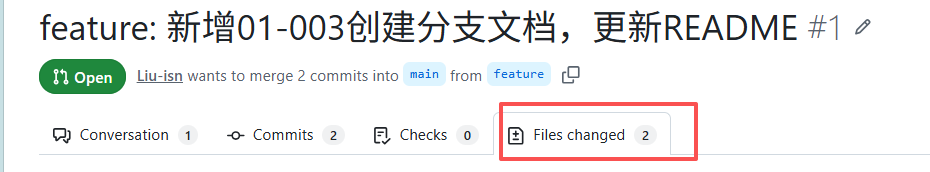 feature: 新增01-003创建分支文档，更新README #1
Open Liu-isn wants to merge 2 commits into main from feature
Conversation 1 Commits 2 Checks 0 Files changed 2